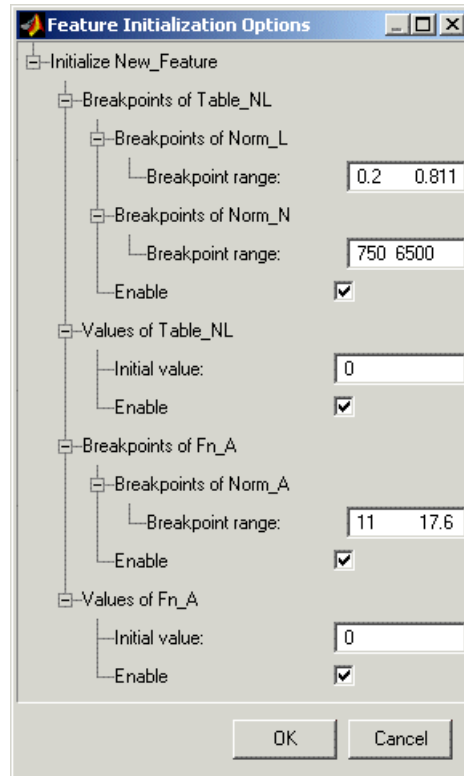 Feature Initialization Options
Initialize New_Feature
Breakpoints of Table_NL
Breakpoints of Norm_L
Breakpoint range: 0.2 0.811
Breakpoints of Norm_N
Breakpoint range: 750 6500
Enable
Values of Table_NL
Initial value: 0
Enable
Breakpoints of Fn_A
Breakpoints of Norm_A
Breakpoint range: 11 17.6
Enable
Values of Fn_A
Initial value: 0
Enable
OK Cancel